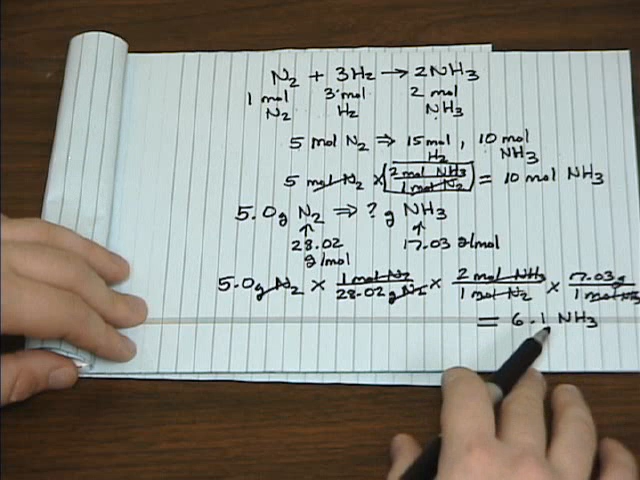 N₂ + 3H₂ → 2NH₃
1 mol 3 mol 2 mol
N₂ H₂ NH₃
5 mol N₂ ⇒ 15 mol, 10 mol
H₂ NH₃
5 mol N₂ × (2 mol NH₃ / 1 mol N₂) = 10 mol NH₃
5.0g N₂ ⇒ ? g NH₃
↑ ↑
28.02 17.03 g/mol
g/mol
5.0g N₂ × 1 mol N₂ / 28.02 g N₂ × 2 mol NH₃ / 1 mol N₂ × 17.03 g / 1 mol NH₃
= 6.1 NH₃